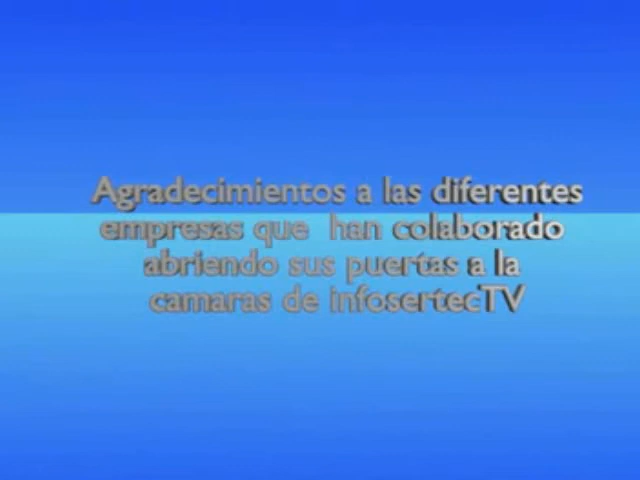 Agradecimientos a las diferentes
empresas que han colaborado
abriendo sus puertas a la
camaras de infosertecTV